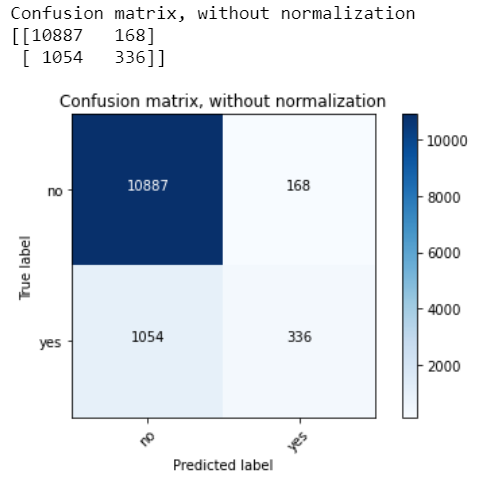 Confusion matrix, without normalization
[[10887   168]
 [ 1054   336]]
Confusion matrix, without normalization
10887 168
1054 336
no
yes
True label
no yes
Predicted label
10000
8000
6000
4000
2000